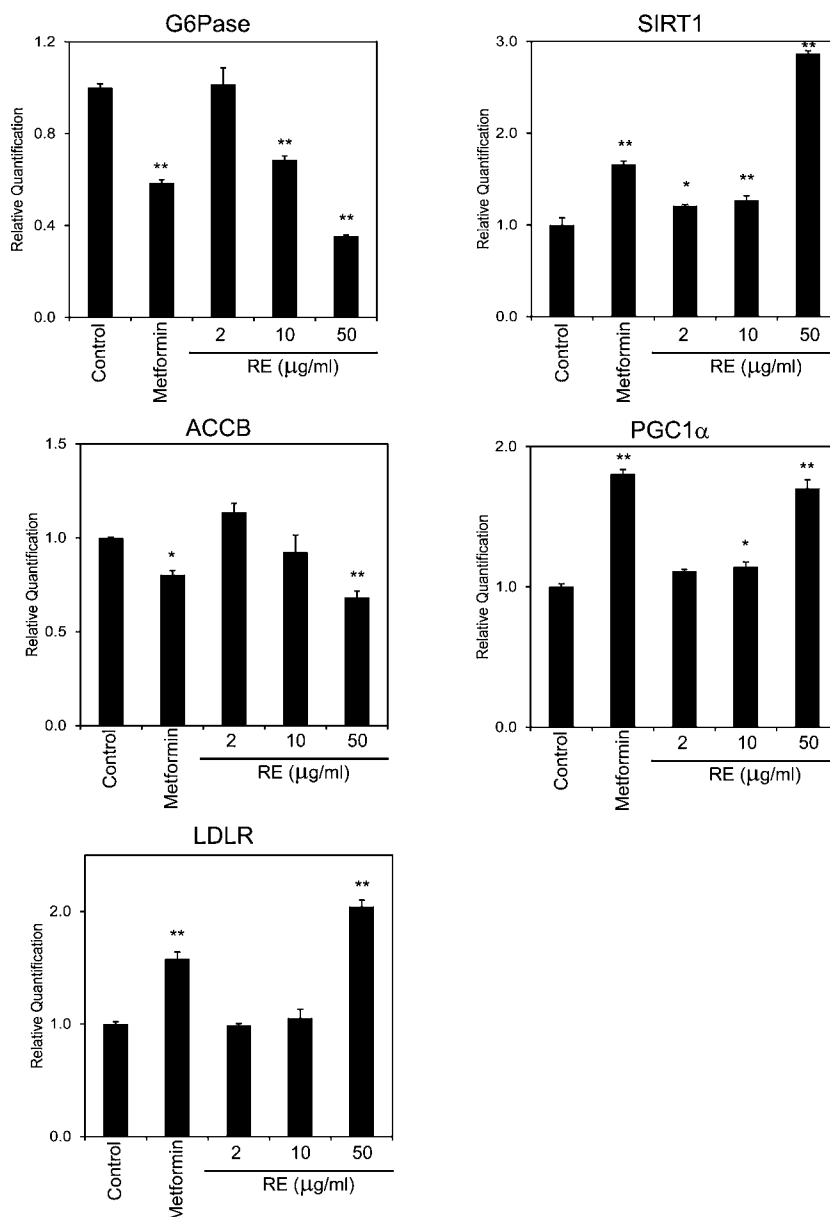 G6Pase
Relative Quantification
1.2
0.8
0.4
0.0
**
**
**
Control
Metformin
2 10 50
RE (μg/ml)
SIRT1
Relative Quantification
3.0
2.0
1.0
0.0
**
*
**
**
Control
Metformin
2 10 50
RE (μg/ml)
ACCB
Relative Quantification
1.5
1.0
0.5
0.0
*
**
Control
Metformin
2 10 50
RE (μg/ml)
PGC1α
Relative Quantification
2.0
1.0
0.0
**
*
**
Control
Metformin
2 10 50
RE (μg/ml)
LDLR
Relative Quantification
2.0
1.0
0.0
**
**
Control
Metformin
2 10 50
RE (μg/ml)